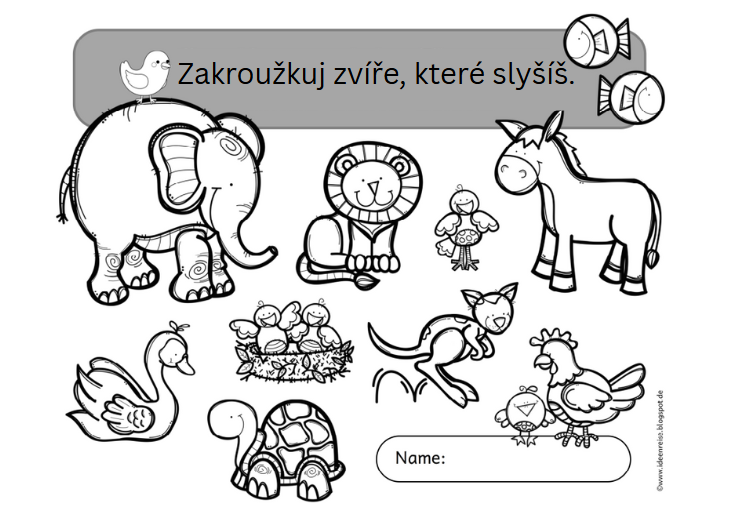 Zakroužkuj zvíře, které slyšíš.
Name:
©www.ideenreise.blogspot.de